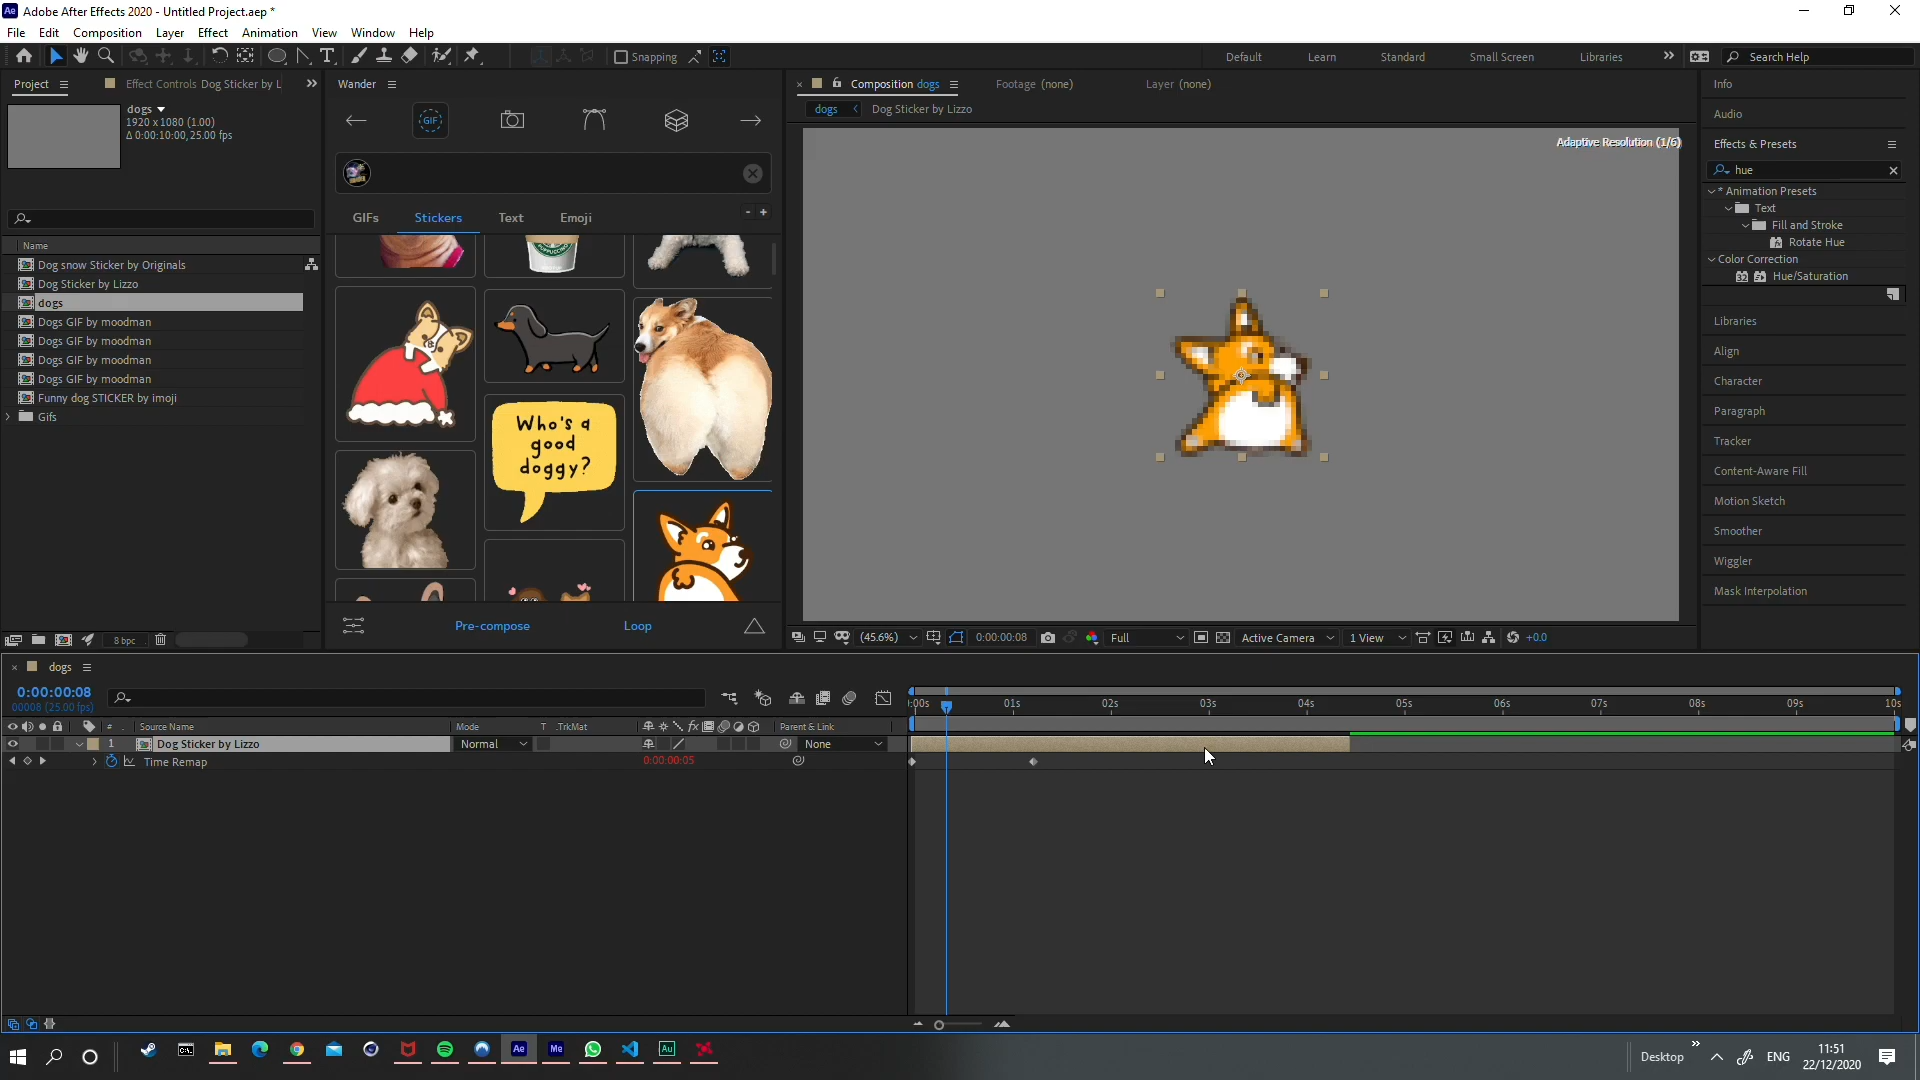 Ae Adobe After Effects 2020 - Untitled Project.aep *
File Edit Composition Layer Effect Animation View Window Help
Snapping Default Learn Standard Small Screen Libraries Search Help
Project Effect Controls Dog Sticker by L
dogs
1920 x 1080 (1.00)
Δ 0:00:10:00, 25.00 fps
Name
Dog snow Sticker by Originals
Dog Sticker by Lizzo
dogs
Dogs GIF by moodman
Dogs GIF by moodman
Dogs GIF by moodman
Dogs GIF by moodman
Funny dog STICKER by imoji
Gifs
8 bpc
Wander
GIF
GIFs Stickers Text Emoji
- +
Who's a
good
doggy?
Pre-compose Loop
Composition dogs Footage (none) Layer (none)
dogs Dog Sticker by Lizzo
Adaptive Resolution (1/6)
(45.6%) 0:00:00:08 Full Active Camera 1 View +0.0
Info
Audio
Effects & Presets
hue
* Animation Presets
Text
Fill and Stroke
Rotate Hue
Color Correction
32 Hue/Saturation
Libraries
Align
Character
Paragraph
Tracker
Content-Aware Fill
Motion Sketch
Smoother
Wiggler
Mask Interpolation
dogs
0:00:00:08
00008 (25.00 fps)
:00s 01s 02s 03s 04s 05s 06s 07s 08s 09s 10s
# Source Name Mode T .TrkMat fx Parent & Link
1 Dog Sticker by Lizzo Normal None
Time Remap 0:00:00:05
Ae Me Au
Desktop ENG
11:51
22/12/2020